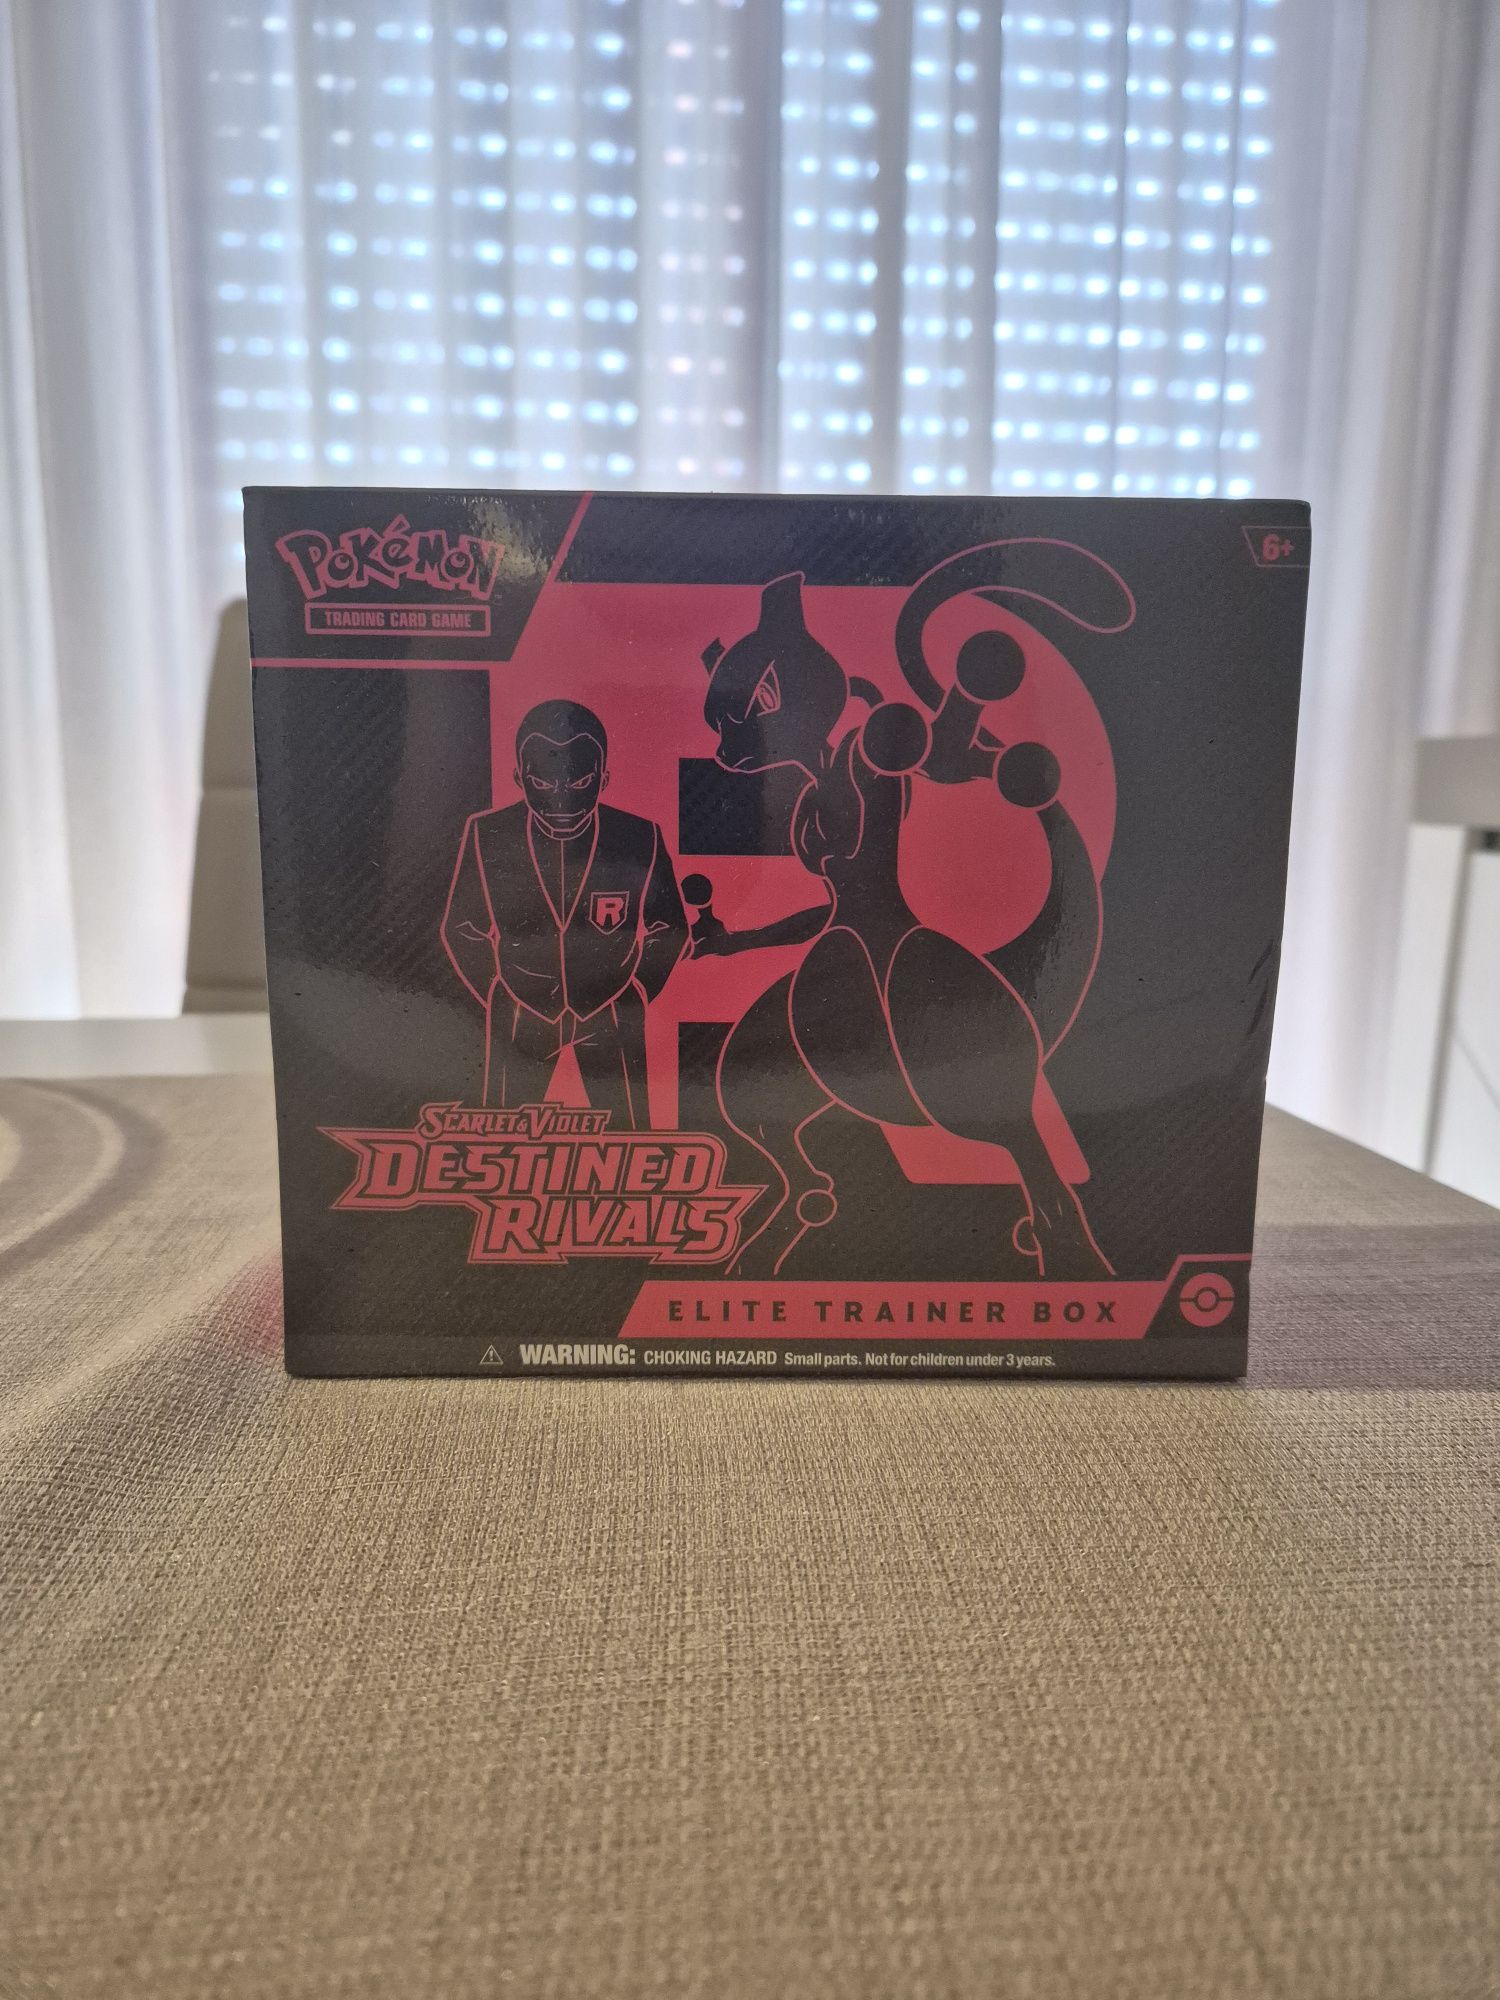 POKéMON
TRADING CARD GAME
6+
R
SCARLET & VIOLET
DESTINED
RIVALS
ELITE TRAINER BOX
WARNING: CHOKING HAZARD Small parts. Not for children under 3 years.